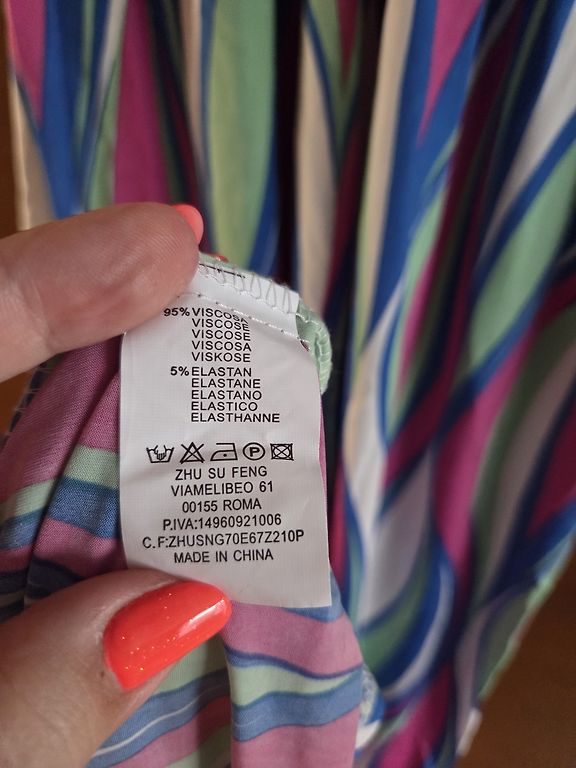 95% VISCOSA
VISCOSE
VISCOSE
VISCOSA
VISKOSE
5% ELASTAN
ELASTANE
ELASTANO
ELASTICO
ELASTHANNE
P
ZHU SU FENG
VIAMELIBEO 61
00155 ROMA
P.IVA:14960921006
C.F:ZHUSNG70E67Z210P
MADE IN CHINA